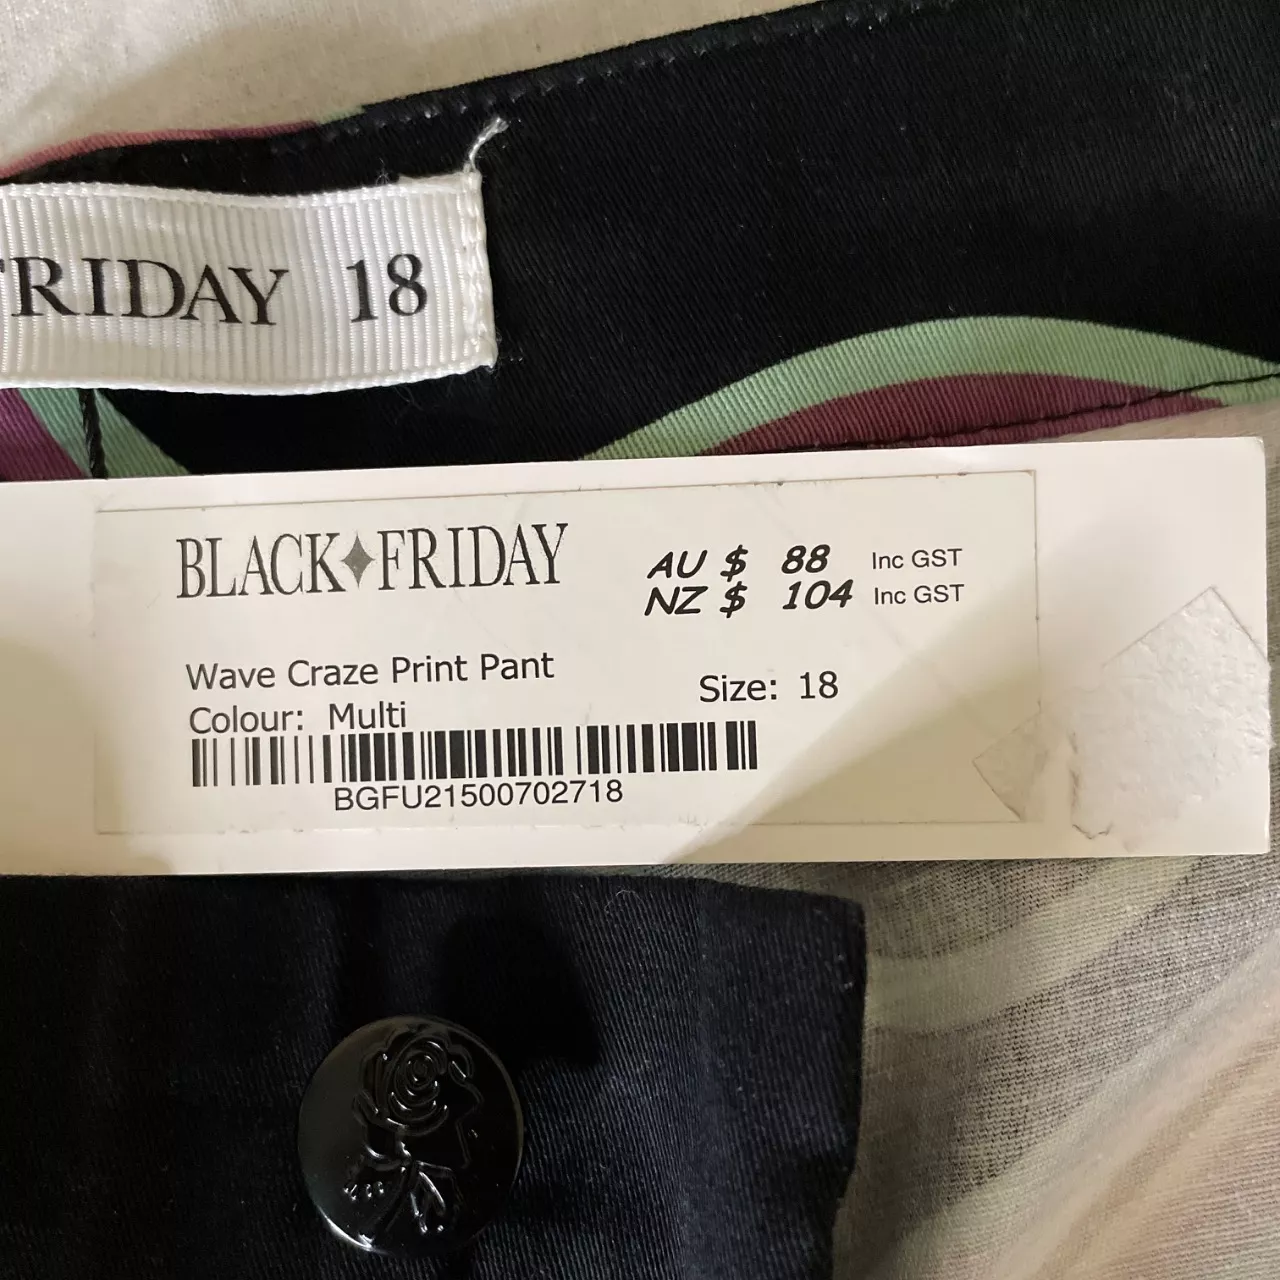 FRIDAY 18
BLACK FRIDAY
AU $ 88 Inc GST
NZ $ 104 Inc GST
Wave Craze Print Pant
Size: 18
Colour: Multi
BGFU21500702718